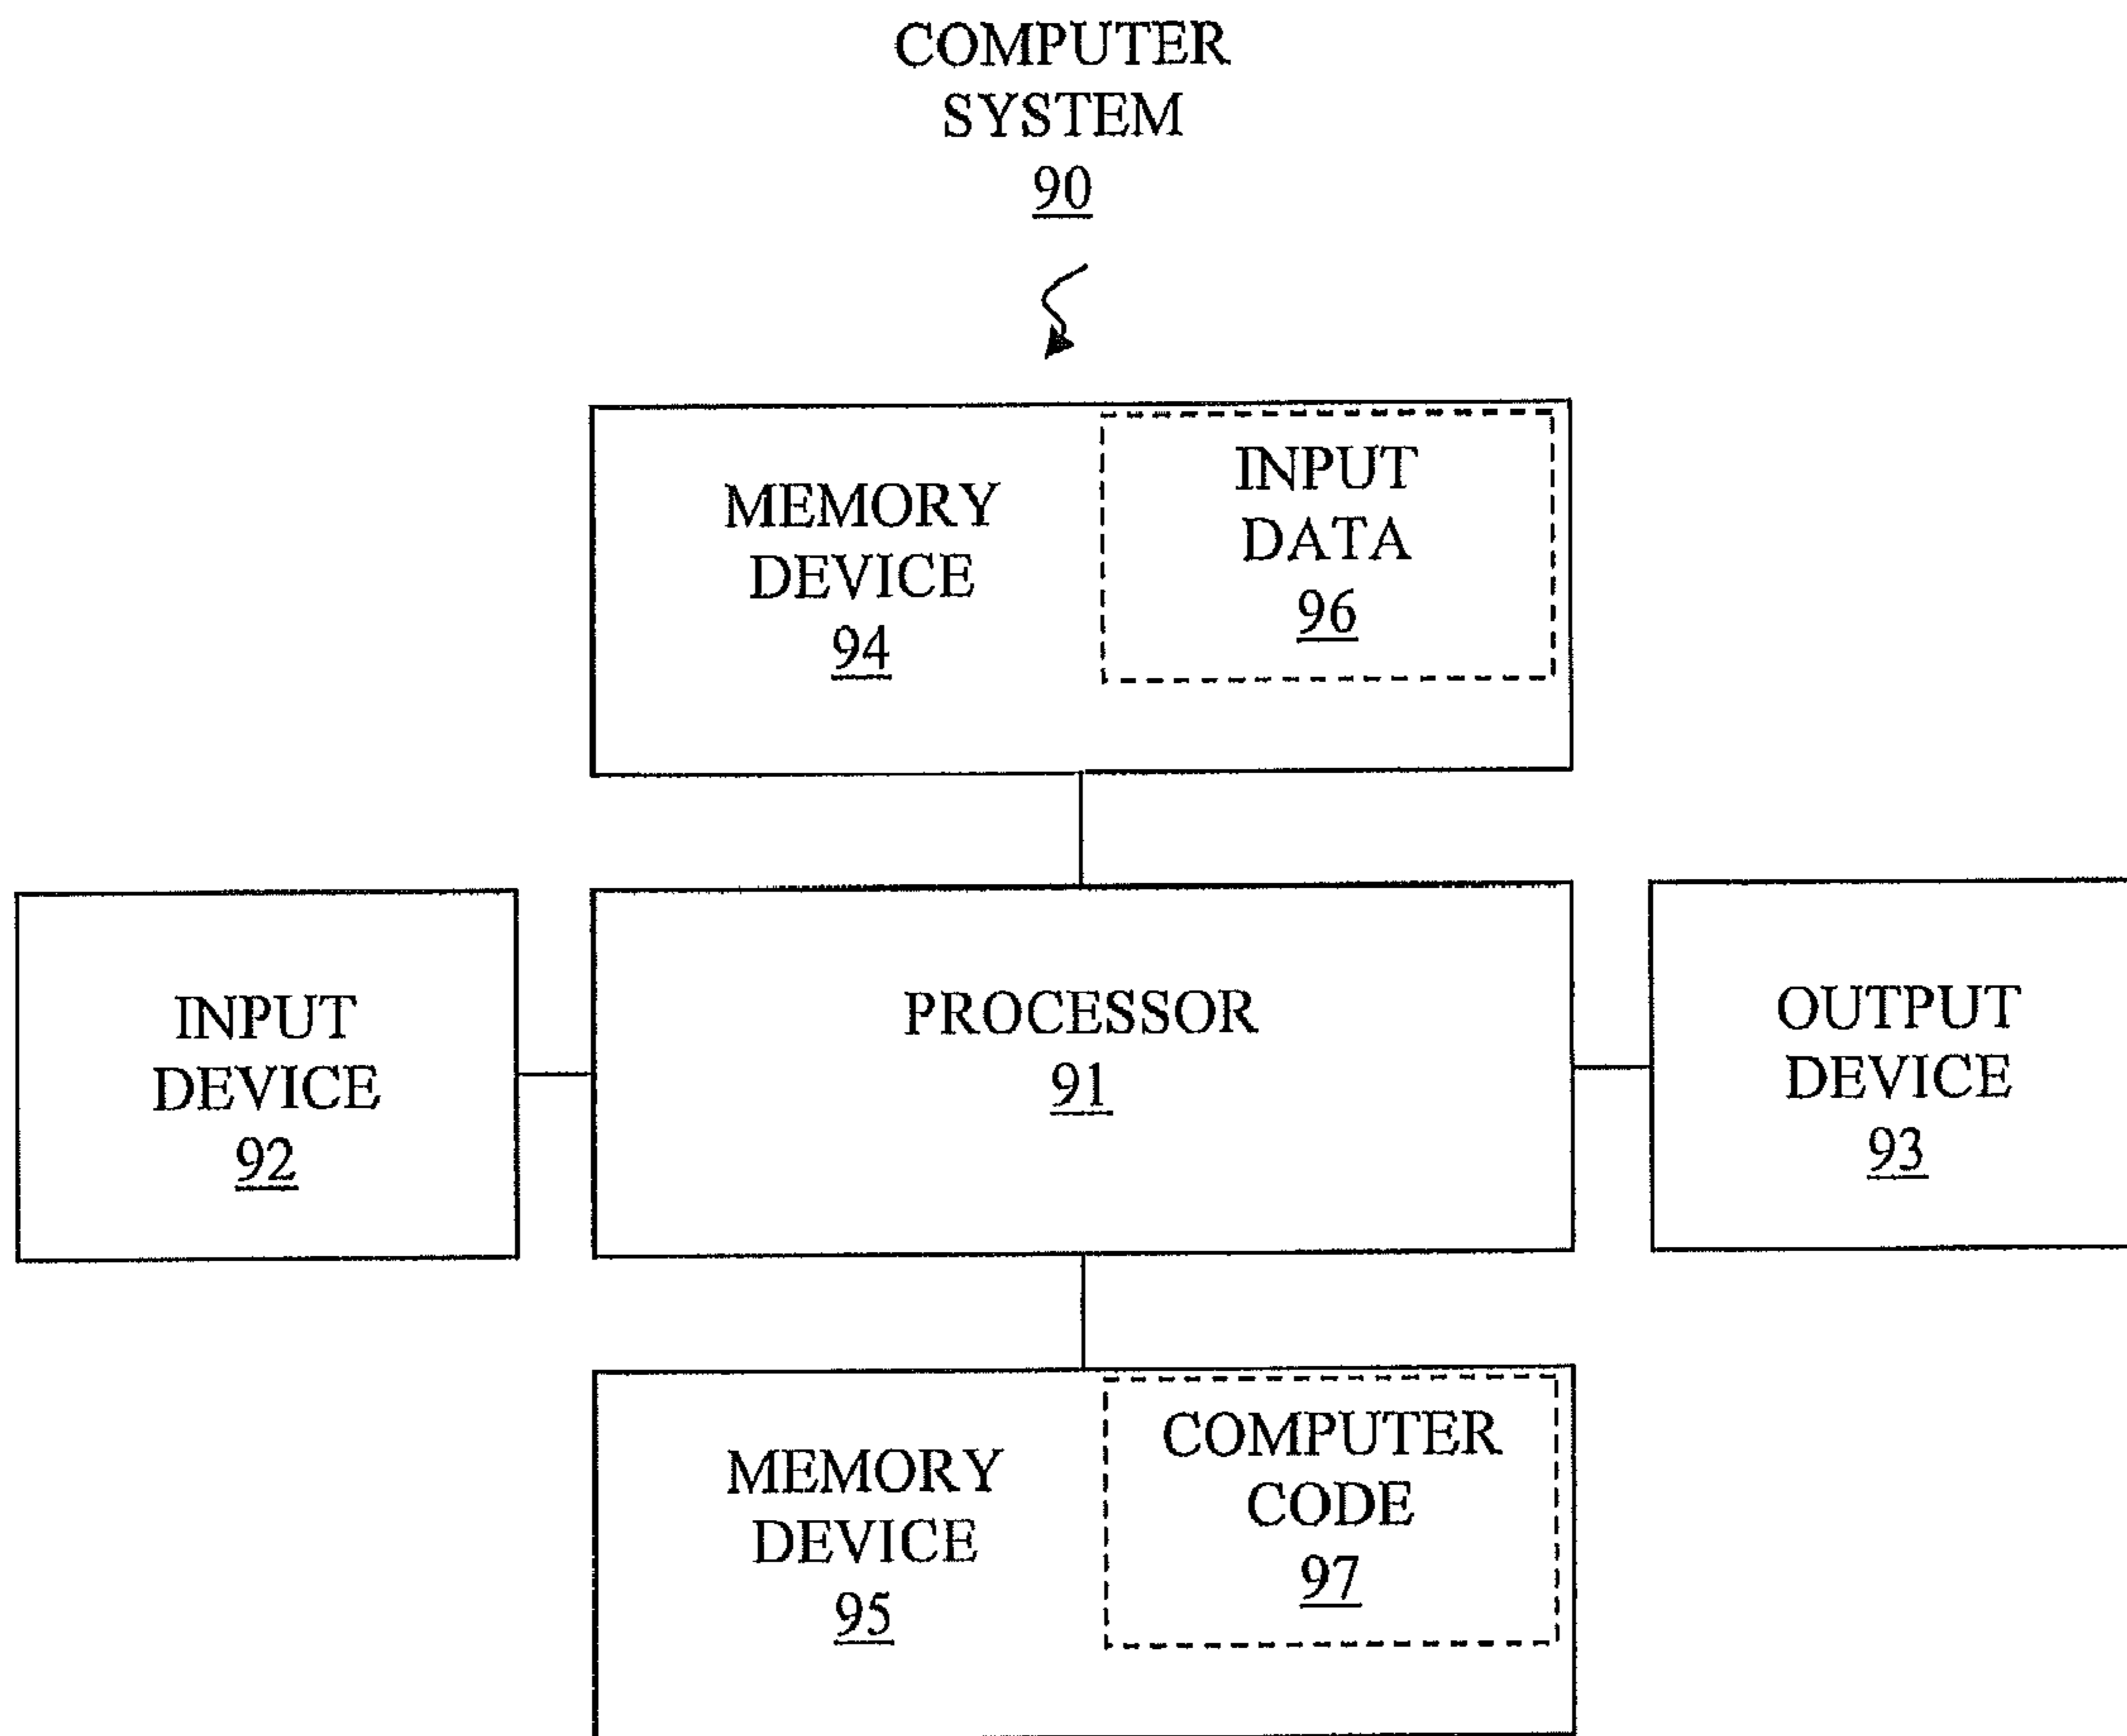 COMPUTER
SYSTEM
90
MEMORY
DEVICE
94
INPUT
DATA
96
INPUT
DEVICE
92
PROCESSOR
91
OUTPUT
DEVICE
93
MEMORY
DEVICE
95
COMPUTER
CODE
97